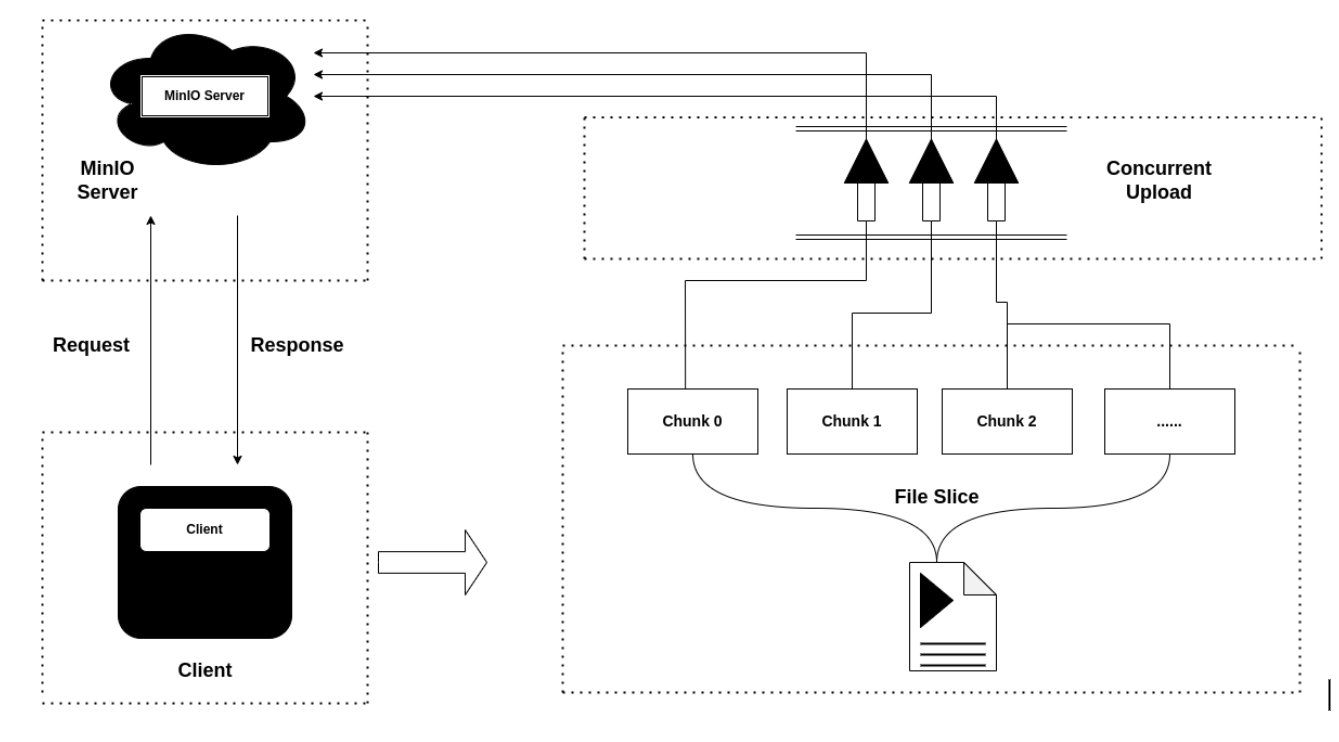 MinIO Server
MinIO
Server
Concurrent
Upload
Request
Response
Chunk 0
Chunk 1
Chunk 2
......
File Slice
Client
Client